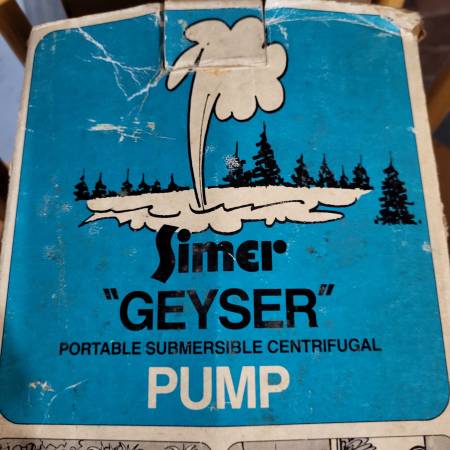 Simer
"GEYSER"
PORTABLE SUBMERSIBLE CENTRIFUGAL
PUMP